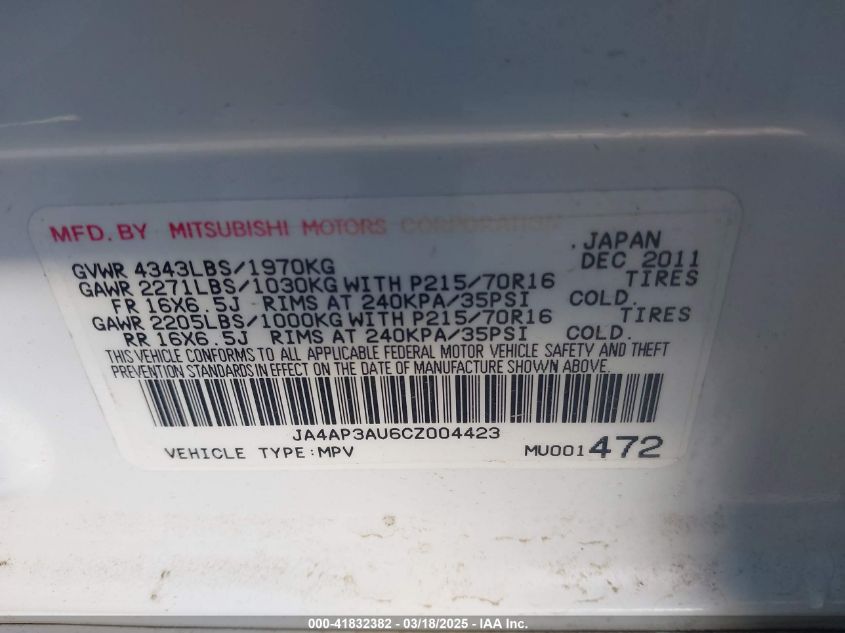 MFD. BY MITSUBISHI MOTORS CORPORATION
. JAPAN
GVWR 4343LBS/1970KG DEC 2011
GAWR 2271LBS/1030KG WITH P215/70R16 TIRES
FR 16X6.5J RIMS AT 240KPA/35PSI COLD.
GAWR 2205LBS/1000KG WITH P215/70R16 TIRES
RR 16X6.5J RIMS AT 240KPA/35PSI COLD.
THIS VEHICLE CONFORMS TO ALL APPLICABLE FEDERAL MOTOR VEHICLE SAFETY AND THEFT
PREVENTION STANDARDS IN EFFECT ON THE DATE OF MANUFACTURE SHOWN ABOVE.
JA4AP3AU6CZ004423
VEHICLE TYPE:MPV MU001472
000-41832382 - 03/18/2025 - IAA Inc.